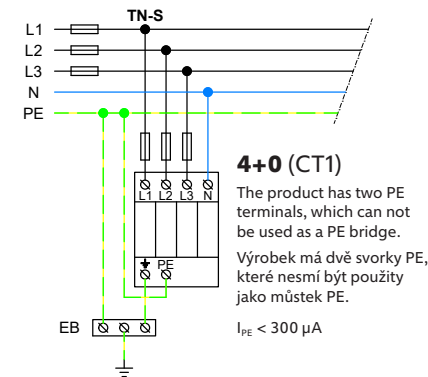 TN-S
L1
L2
L3
N
PE
L1 L2 L3 N
PE
4+0 (CT1)
The product has two PE
terminals, which can not
be used as a PE bridge.
Výrobek má dvě svorky PE,
které nesmí být použity
jako můstek PE.
I_PE < 300 µA
EB